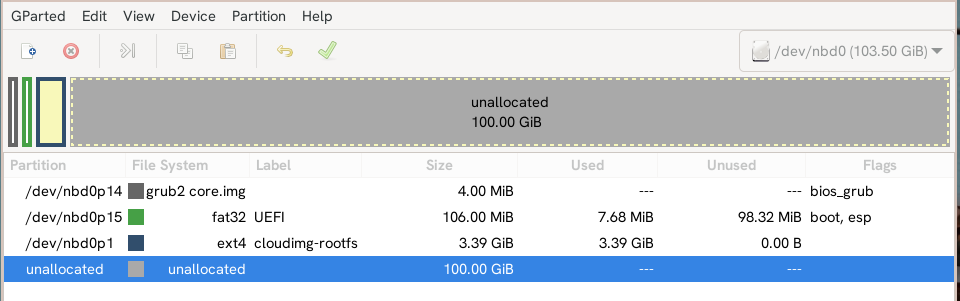 GParted Edit View Device Partition Help
/dev/nbd0 (103.50 GiB)
unallocated
100.00 GiB
Partition File System Label Size Used Unused Flags
/dev/nbd0p14 grub2 core.img 4.00 MiB --- --- bios_grub
/dev/nbd0p15 fat32 UEFI 106.00 MiB 7.68 MiB 98.32 MiB boot, esp
/dev/nbd0p1 ext4 cloudimg-rootfs 3.39 GiB 3.39 GiB 0.00 B
unallocated unallocated 100.00 GiB --- ---